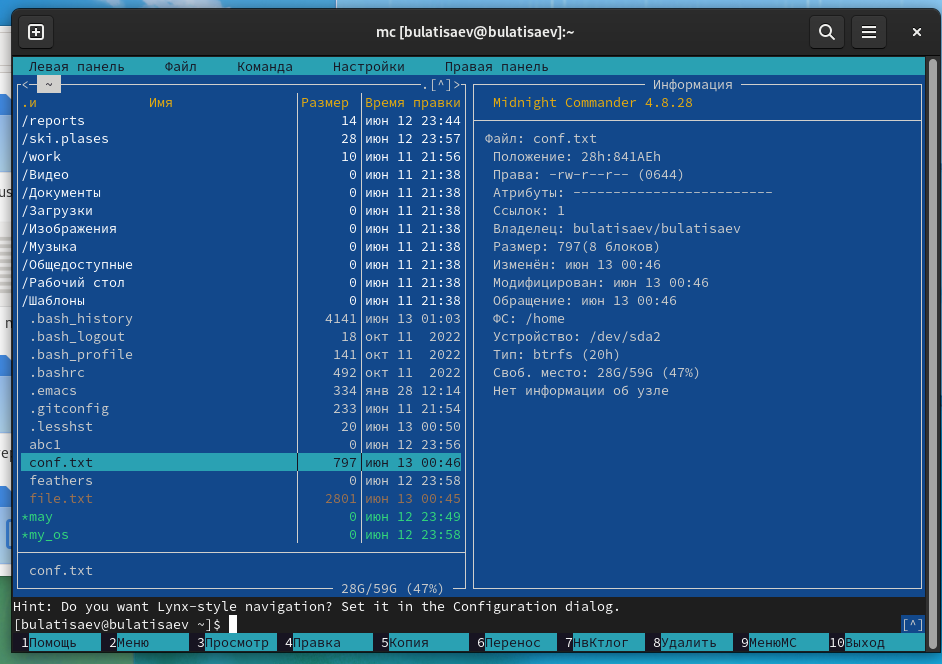 mc [bulatisaev@bulatisaev]:~
Левая панель Файл Команда Настройки Правая панель
<─ ~ .[^]>
.и Имя Размер Время правки
/reports 14 июн 12 23:44
/ski.plases 28 июн 12 23:57
/work 10 июн 11 21:56
/Видео 0 июн 11 21:38
/Документы 0 июн 11 21:38
/Загрузки 0 июн 11 21:38
/Изображения 0 июн 11 21:38
/Музыка 0 июн 11 21:38
/Общедоступные 0 июн 11 21:38
/Рабочий стол 0 июн 11 21:38
/Шаблоны 0 июн 11 21:38
.bash_history 4141 июн 13 01:03
.bash_logout 18 окт 11 2022
.bash_profile 141 окт 11 2022
.bashrc 492 окт 11 2022
.emacs 334 янв 28 12:14
.gitconfig 233 июн 11 21:54
.lesshst 20 июн 13 00:50
abc1 0 июн 12 23:56
conf.txt 797 июн 13 00:46
feathers 0 июн 12 23:58
file.txt 2801 июн 13 00:45
*may 0 июн 12 23:49
*my_os 0 июн 12 23:58
conf.txt
28G/59G (47%)
Информация
Midnight Commander 4.8.28
Файл: conf.txt
Положение: 28h:841AEh
Права: -rw-r--r-- (0644)
Атрибуты: -------------------------
Ссылок: 1
Владелец: bulatisaev/bulatisaev
Размер: 797(8 блоков)
Изменён: июн 13 00:46
Модифицирован: июн 13 00:46
Обращение: июн 13 00:46
ФС: /home
Устройство: /dev/sda2
Тип: btrfs (20h)
Своб. место: 28G/59G (47%)
Нет информации об узле
Hint: Do you want Lynx-style navigation? Set it in the Configuration dialog.
[bulatisaev@bulatisaev ~]$ [^]
1Помощь 2Меню 3Просмотр 4Правка 5Копия 6Перенос 7НвКтлог 8Удалить 9МенюМС 10Выход